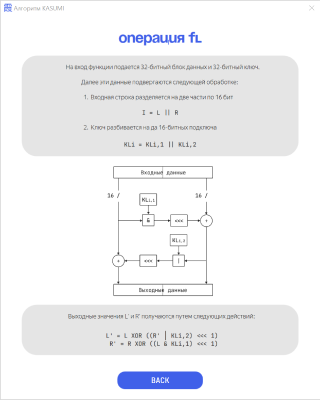 Алгоритм KASUMI
операция fL
На вход функции подается 32-битный блок данных и 32-битный ключ.
Далее эти данные подвергаются следующей обработке:
1. Входная строка разделяется на две части по 16 бит
I = L || R
2. Ключ разбивается на два 16-битных подключа
KLi = KLi,1 || KLi,2
Входные данные
16 /
16 /
KLi,1
& <<< +
KLi,2
+ <<< |
Выходные данные
Выходные значения L' и R' получаются путем следующих действий:
L' = L XOR ((R' | KLi,2) <<< 1)
R' = R XOR ((L & KLi,1) <<< 1)
BACK